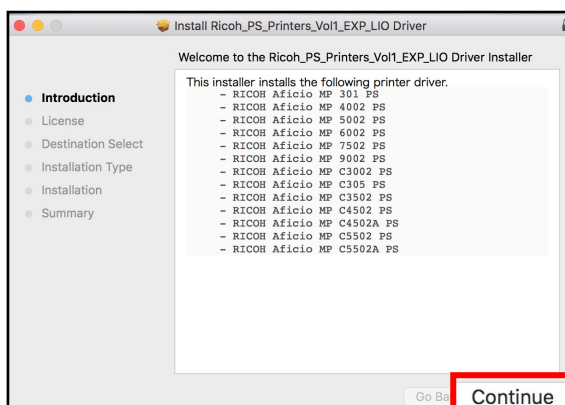 Install Ricoh_PS_Printers_Vol1_EXP_LIO Driver
Welcome to the Ricoh_PS_Printers_Vol1_EXP_LIO Driver Installer
Introduction
License
Destination Select
Installation Type
Installation
Summary
This installer installs the following printer driver.
– RICOH Aficio MP 301 PS
– RICOH Aficio MP 4002 PS
– RICOH Aficio MP 5002 PS
– RICOH Aficio MP 6002 PS
– RICOH Aficio MP 7502 PS
– RICOH Aficio MP 9002 PS
– RICOH Aficio MP C3002 PS
– RICOH Aficio MP C305 PS
– RICOH Aficio MP C3502 PS
– RICOH Aficio MP C4502 PS
– RICOH Aficio MP C4502A PS
– RICOH Aficio MP C5502 PS
– RICOH Aficio MP C5502A PS
Go Ba Continue